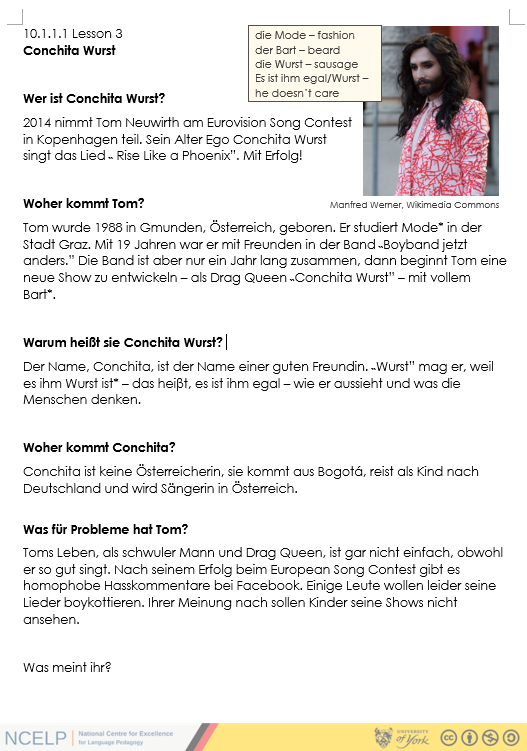 10.1.1.1 Lesson 3
Conchita Wurst
die Mode – fashion
der Bart – beard
die Wurst – sausage
Es ist ihm egal/Wurst –
he doesn't care
Wer ist Conchita Wurst?
2014 nimmt Tom Neuwirth am Eurovision Song Contest
in Kopenhagen teil. Sein Alter Ego Conchita Wurst
singt das Lied „ Rise Like a Phoenix”. Mit Erfolg!
Manfred Werner, Wikimedia Commons
Woher kommt Tom?
Tom wurde 1988 in Gmunden, Österreich, geboren. Er studiert Mode* in der
Stadt Graz. Mit 19 Jahren war er mit Freunden in der Band „Boyband jetzt
anders.” Die Band ist aber nur ein Jahr lang zusammen, dann beginnt Tom eine
neue Show zu entwickeln – als Drag Queen „Conchita Wurst” – mit vollem
Bart*.
Warum heißt sie Conchita Wurst?
Der Name, Conchita, ist der Name einer guten Freundin. „Wurst” mag er, weil
es ihm Wurst ist* – das heißt, es ist ihm egal – wie er aussieht und was die
Menschen denken.
Woher kommt Conchita?
Conchita ist keine Österreicherin, sie kommt aus Bogotá, reist als Kind nach
Deutschland und wird Sängerin in Österreich.
Was für Probleme hat Tom?
Toms Leben, als schwuler Mann und Drag Queen, ist gar nicht einfach, obwohl
er so gut singt. Nach seinem Erfolg beim European Song Contest gibt es
homophobe Hasskommentare bei Facebook. Einige Leute wollen leider seine
Lieder boykottieren. Ihrer Meinung nach sollen Kinder seine Shows nicht
ansehen.
Was meint ihr?
NCELP
National Centre for Excellence
for Language Pedagogy
UNIVERSITY
of York